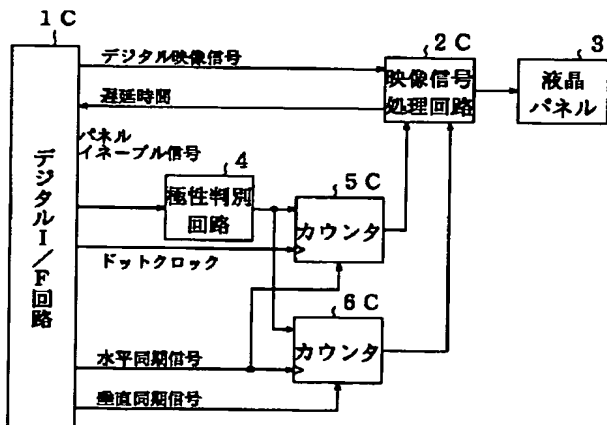 1C
デジタルI/F回路
デジタル映像信号
遅延時間
パネル
イネーブル信号
4
極性判別
回路
ドットクロック
水平同期信号
垂直同期信号
5C
カウンタ
6C
カウンタ
2C
映像信号
処理回路
3
液晶
パネル